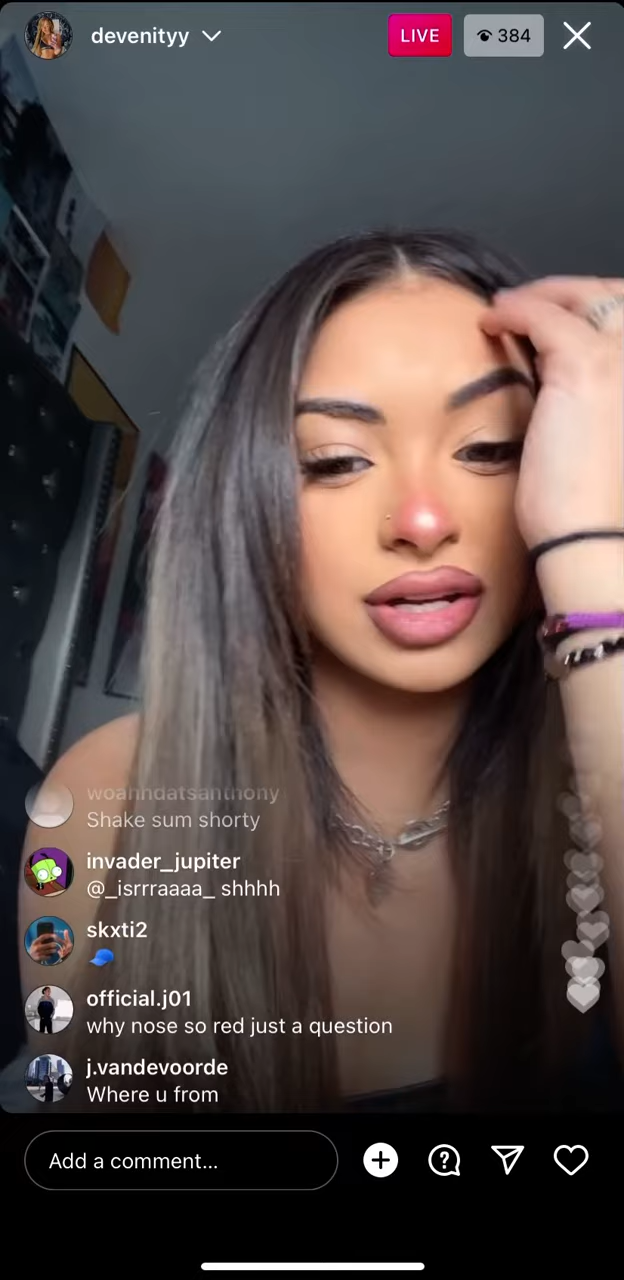 devenityy
LIVE
384
woahhdatsanthony
Shake sum shorty
invader_jupiter
@_isrrraaaa_ shhhh
skxti2
🧢
official.j01
why nose so red just a question
j.vandevoorde
Where u from
Add a comment...